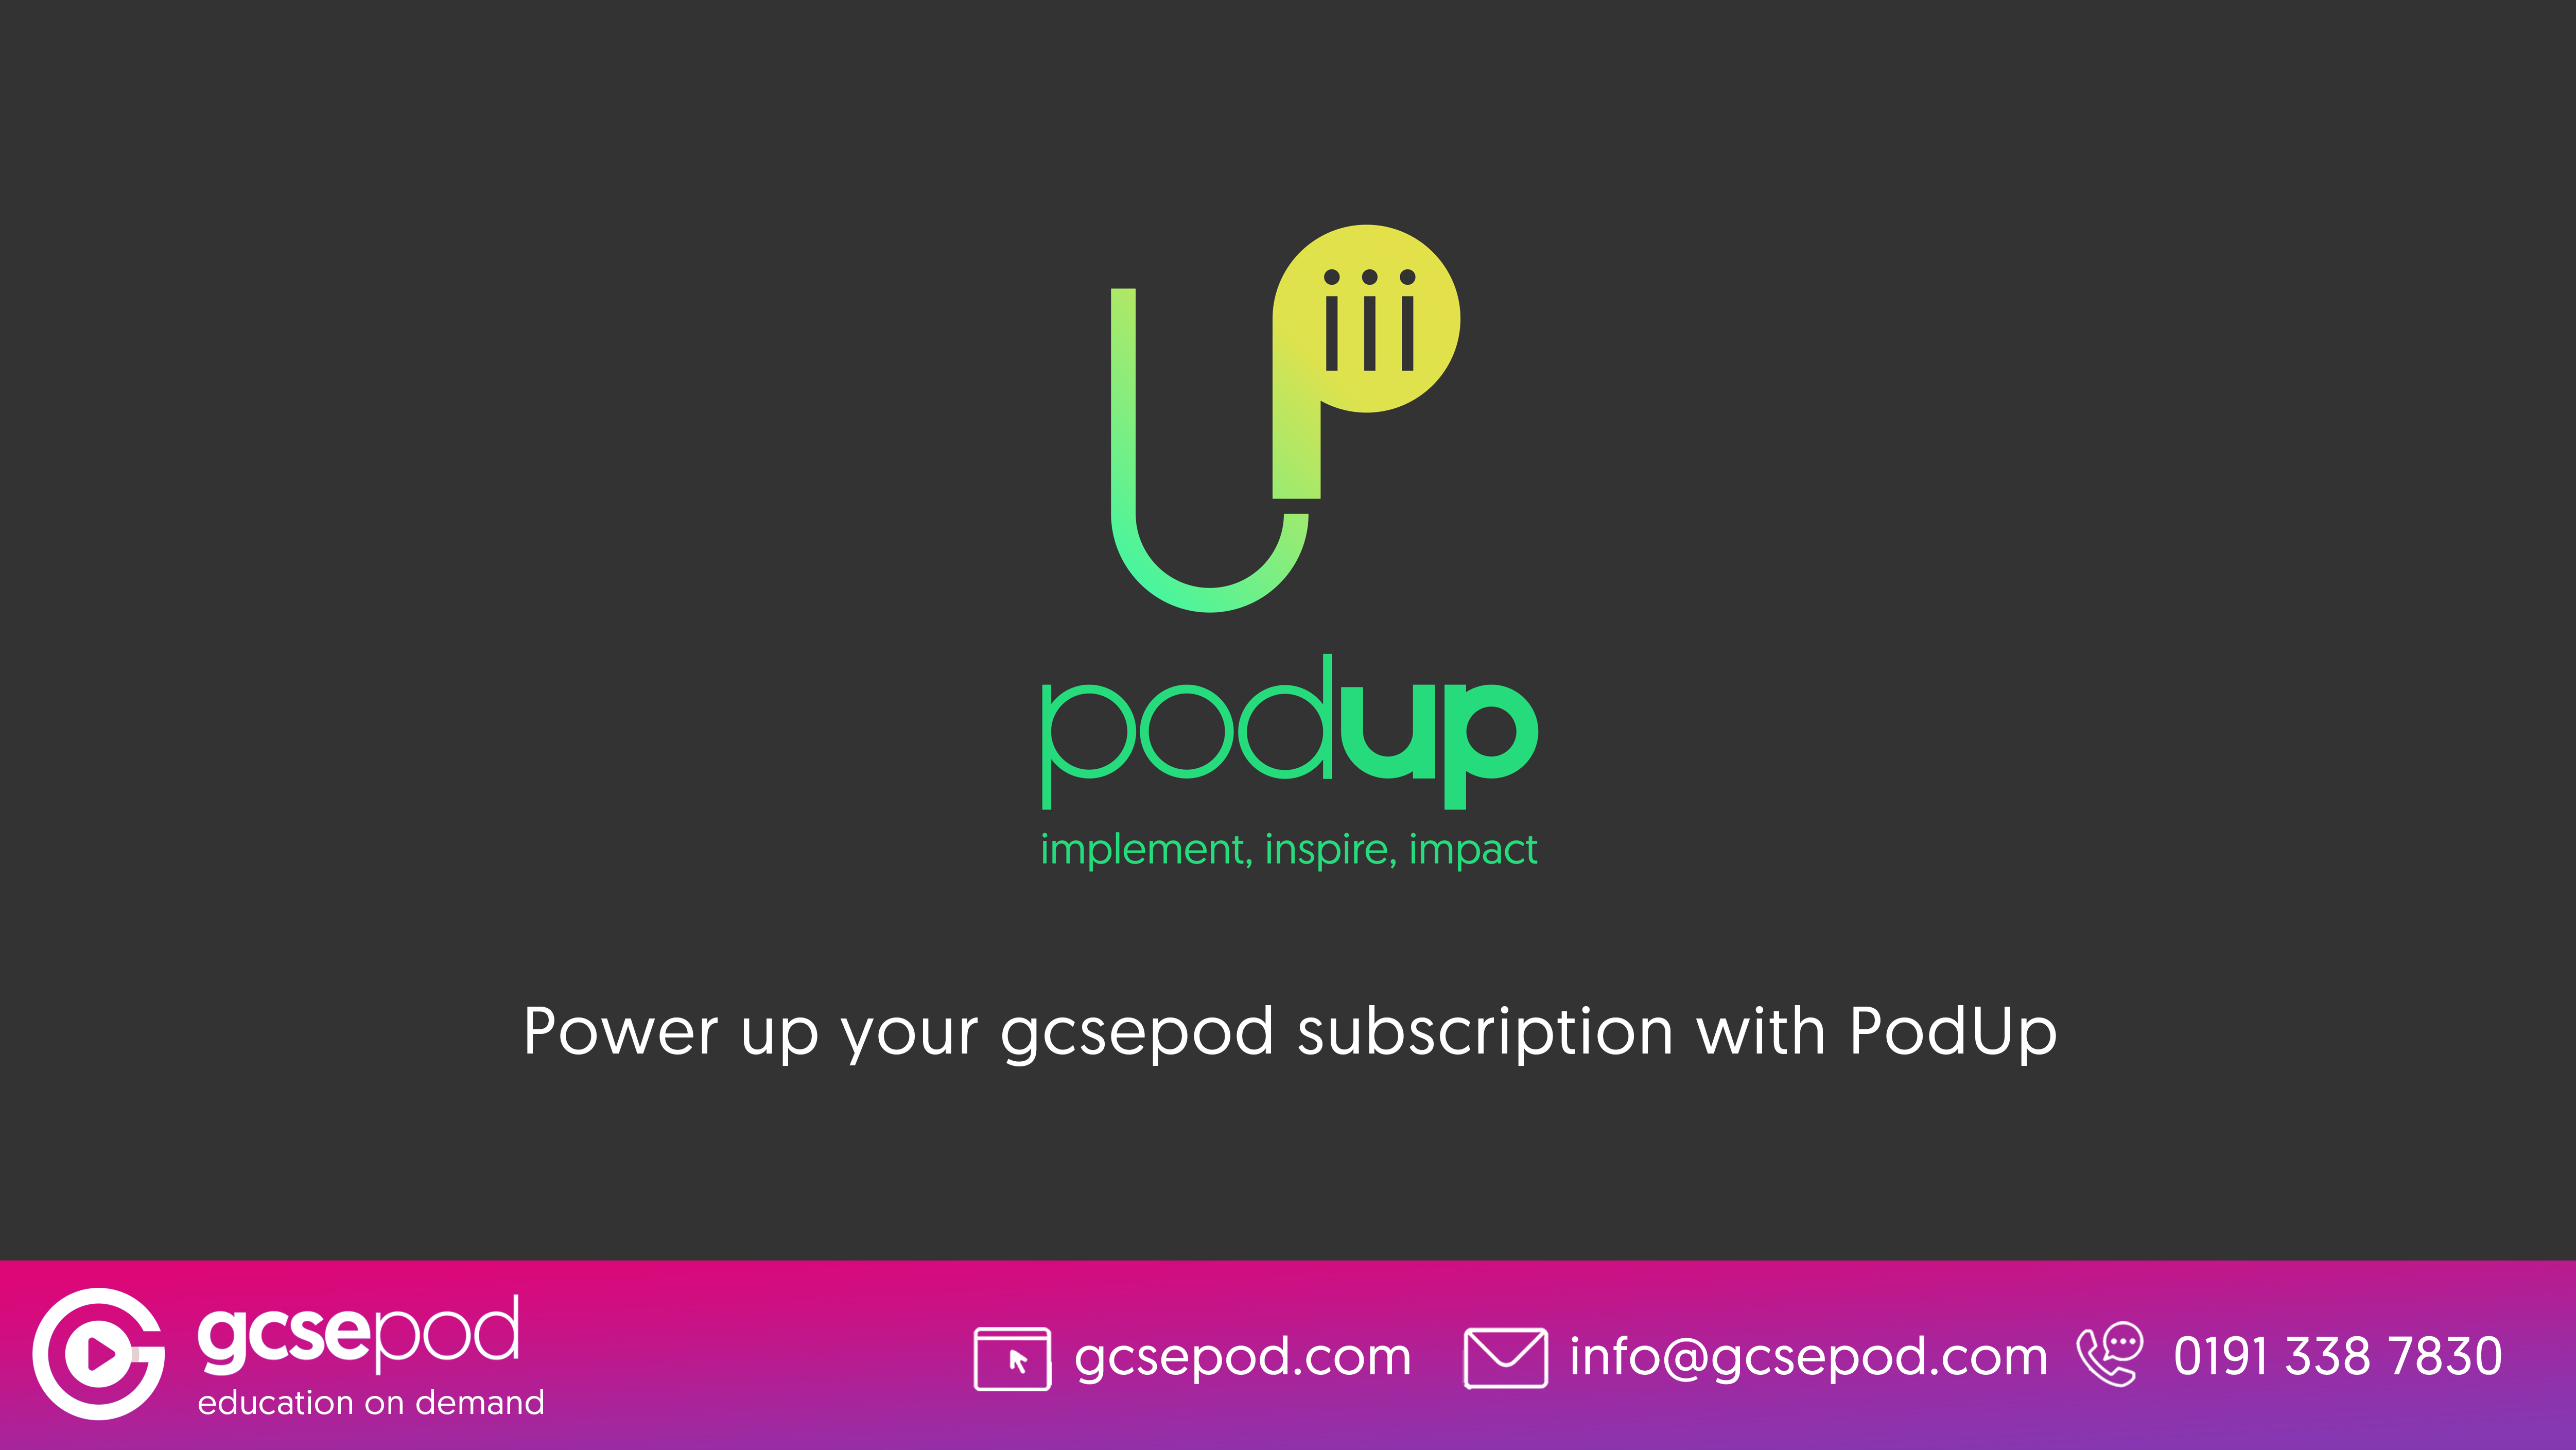 iii
podup
implement, inspire, impact
Power up your gcsepod subscription with PodUp
gcsepod
education on demand
gcsepod.com
info@gcsepod.com
0191 338 7830